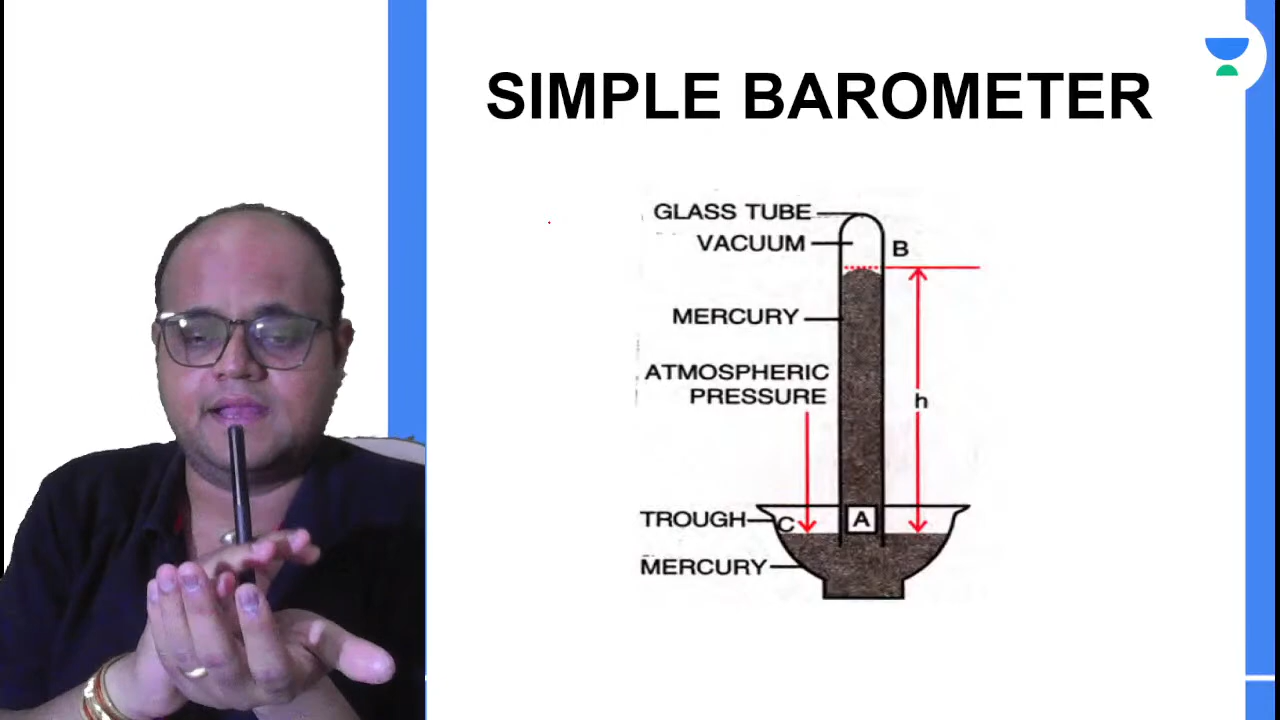 SIMPLE BAROMETER
GLASS TUBE
VACUUM
B
MERCURY
ATMOSPHERIC
PRESSURE
h
TROUGH
C
A
MERCURY